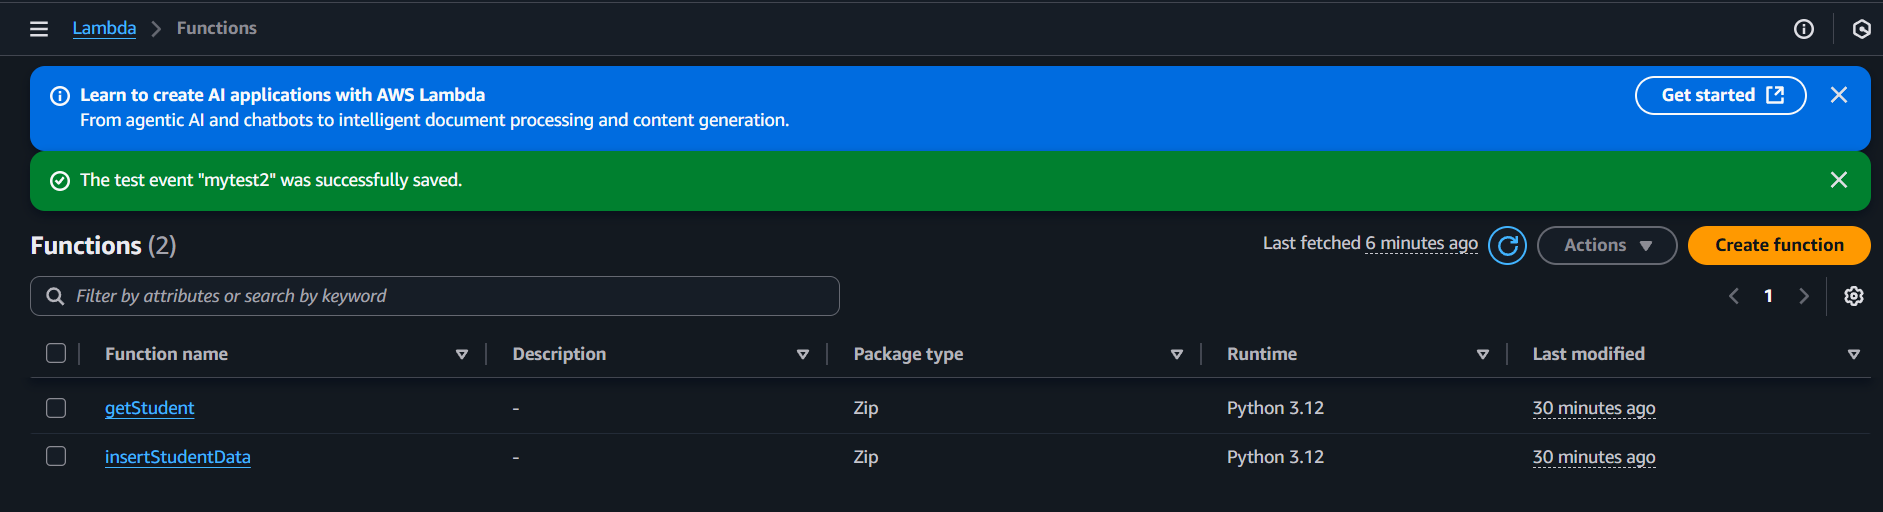 Lambda > Functions
Learn to create AI applications with AWS Lambda
Get started
From agentic AI and chatbots to intelligent document processing and content generation.
The test event "mytest2" was successfully saved.
Functions (2)
Last fetched 6 minutes ago
Actions
Create function
Filter by attributes or search by keyword
1
Function name Description Package type Runtime Last modified
getStudent - Zip Python 3.12 30 minutes ago
insertStudentData - Zip Python 3.12 30 minutes ago